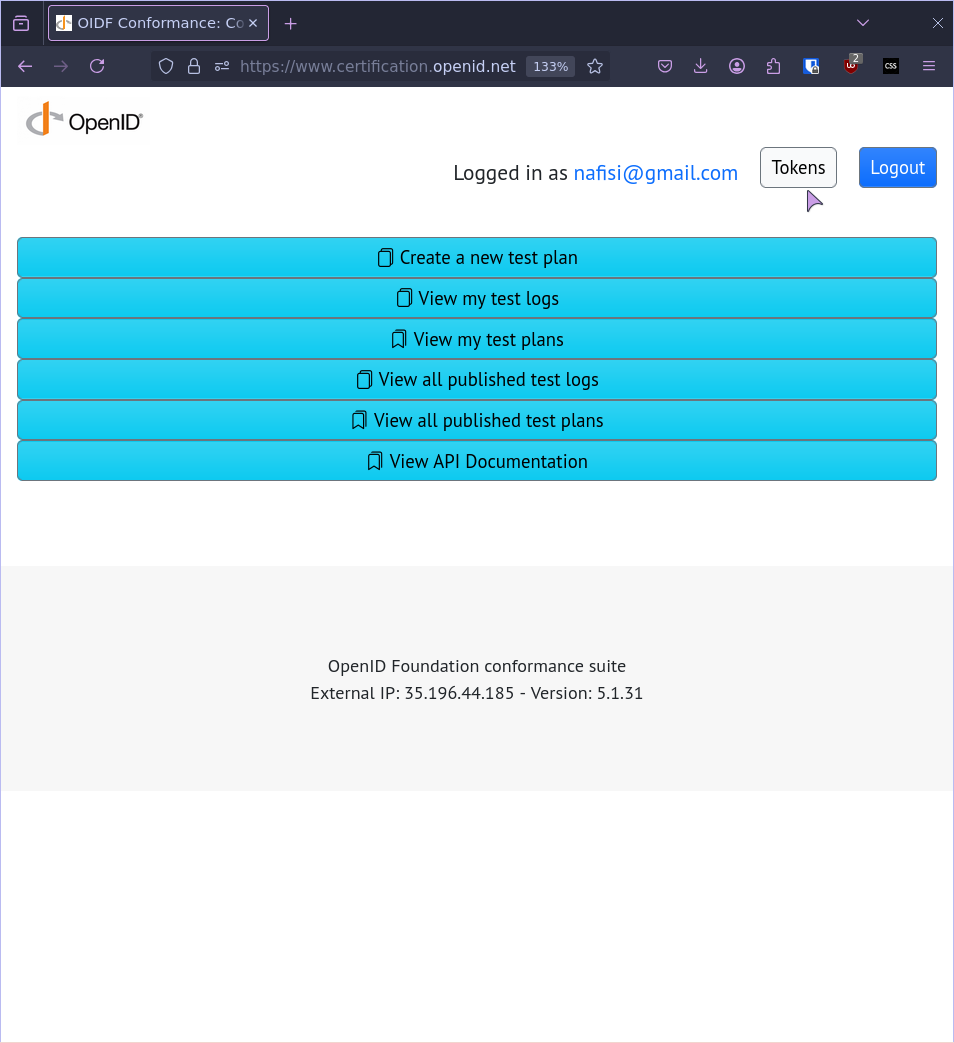 OIDF Conformance: Co
https://www.certification.openid.net
133%
2
CSS
OpenID
Logged in as nafisi@gmail.com
Tokens
Logout
Create a new test plan
View my test logs
View my test plans
View all published test logs
View all published test plans
View API Documentation
OpenID Foundation conformance suite
External IP: 35.196.44.185 - Version: 5.1.31